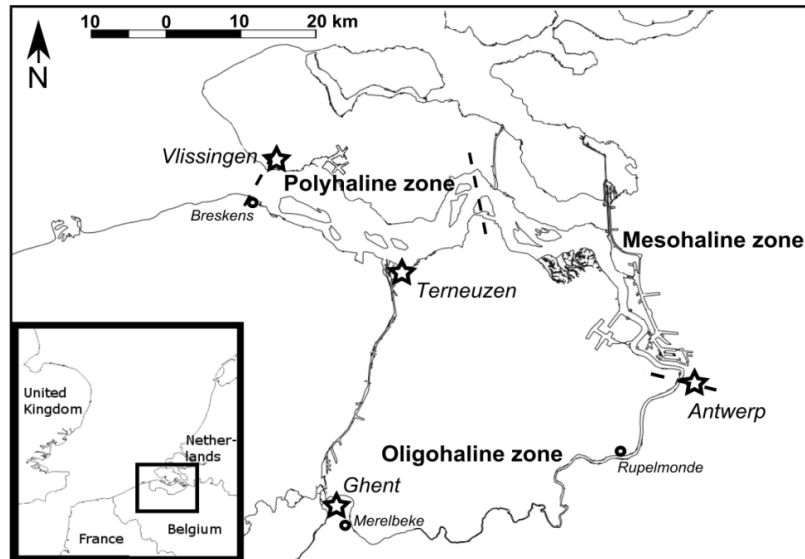 10 0 10 20 km
N
Vlissingen
Polyhaline zone
Breskens
Mesohaline zone
Terneuzen
Antwerp
Oligohaline zone
Rupelmonde
Ghent
Merelbeke
United
Kingdom
Nether-
lands
France
Belgium